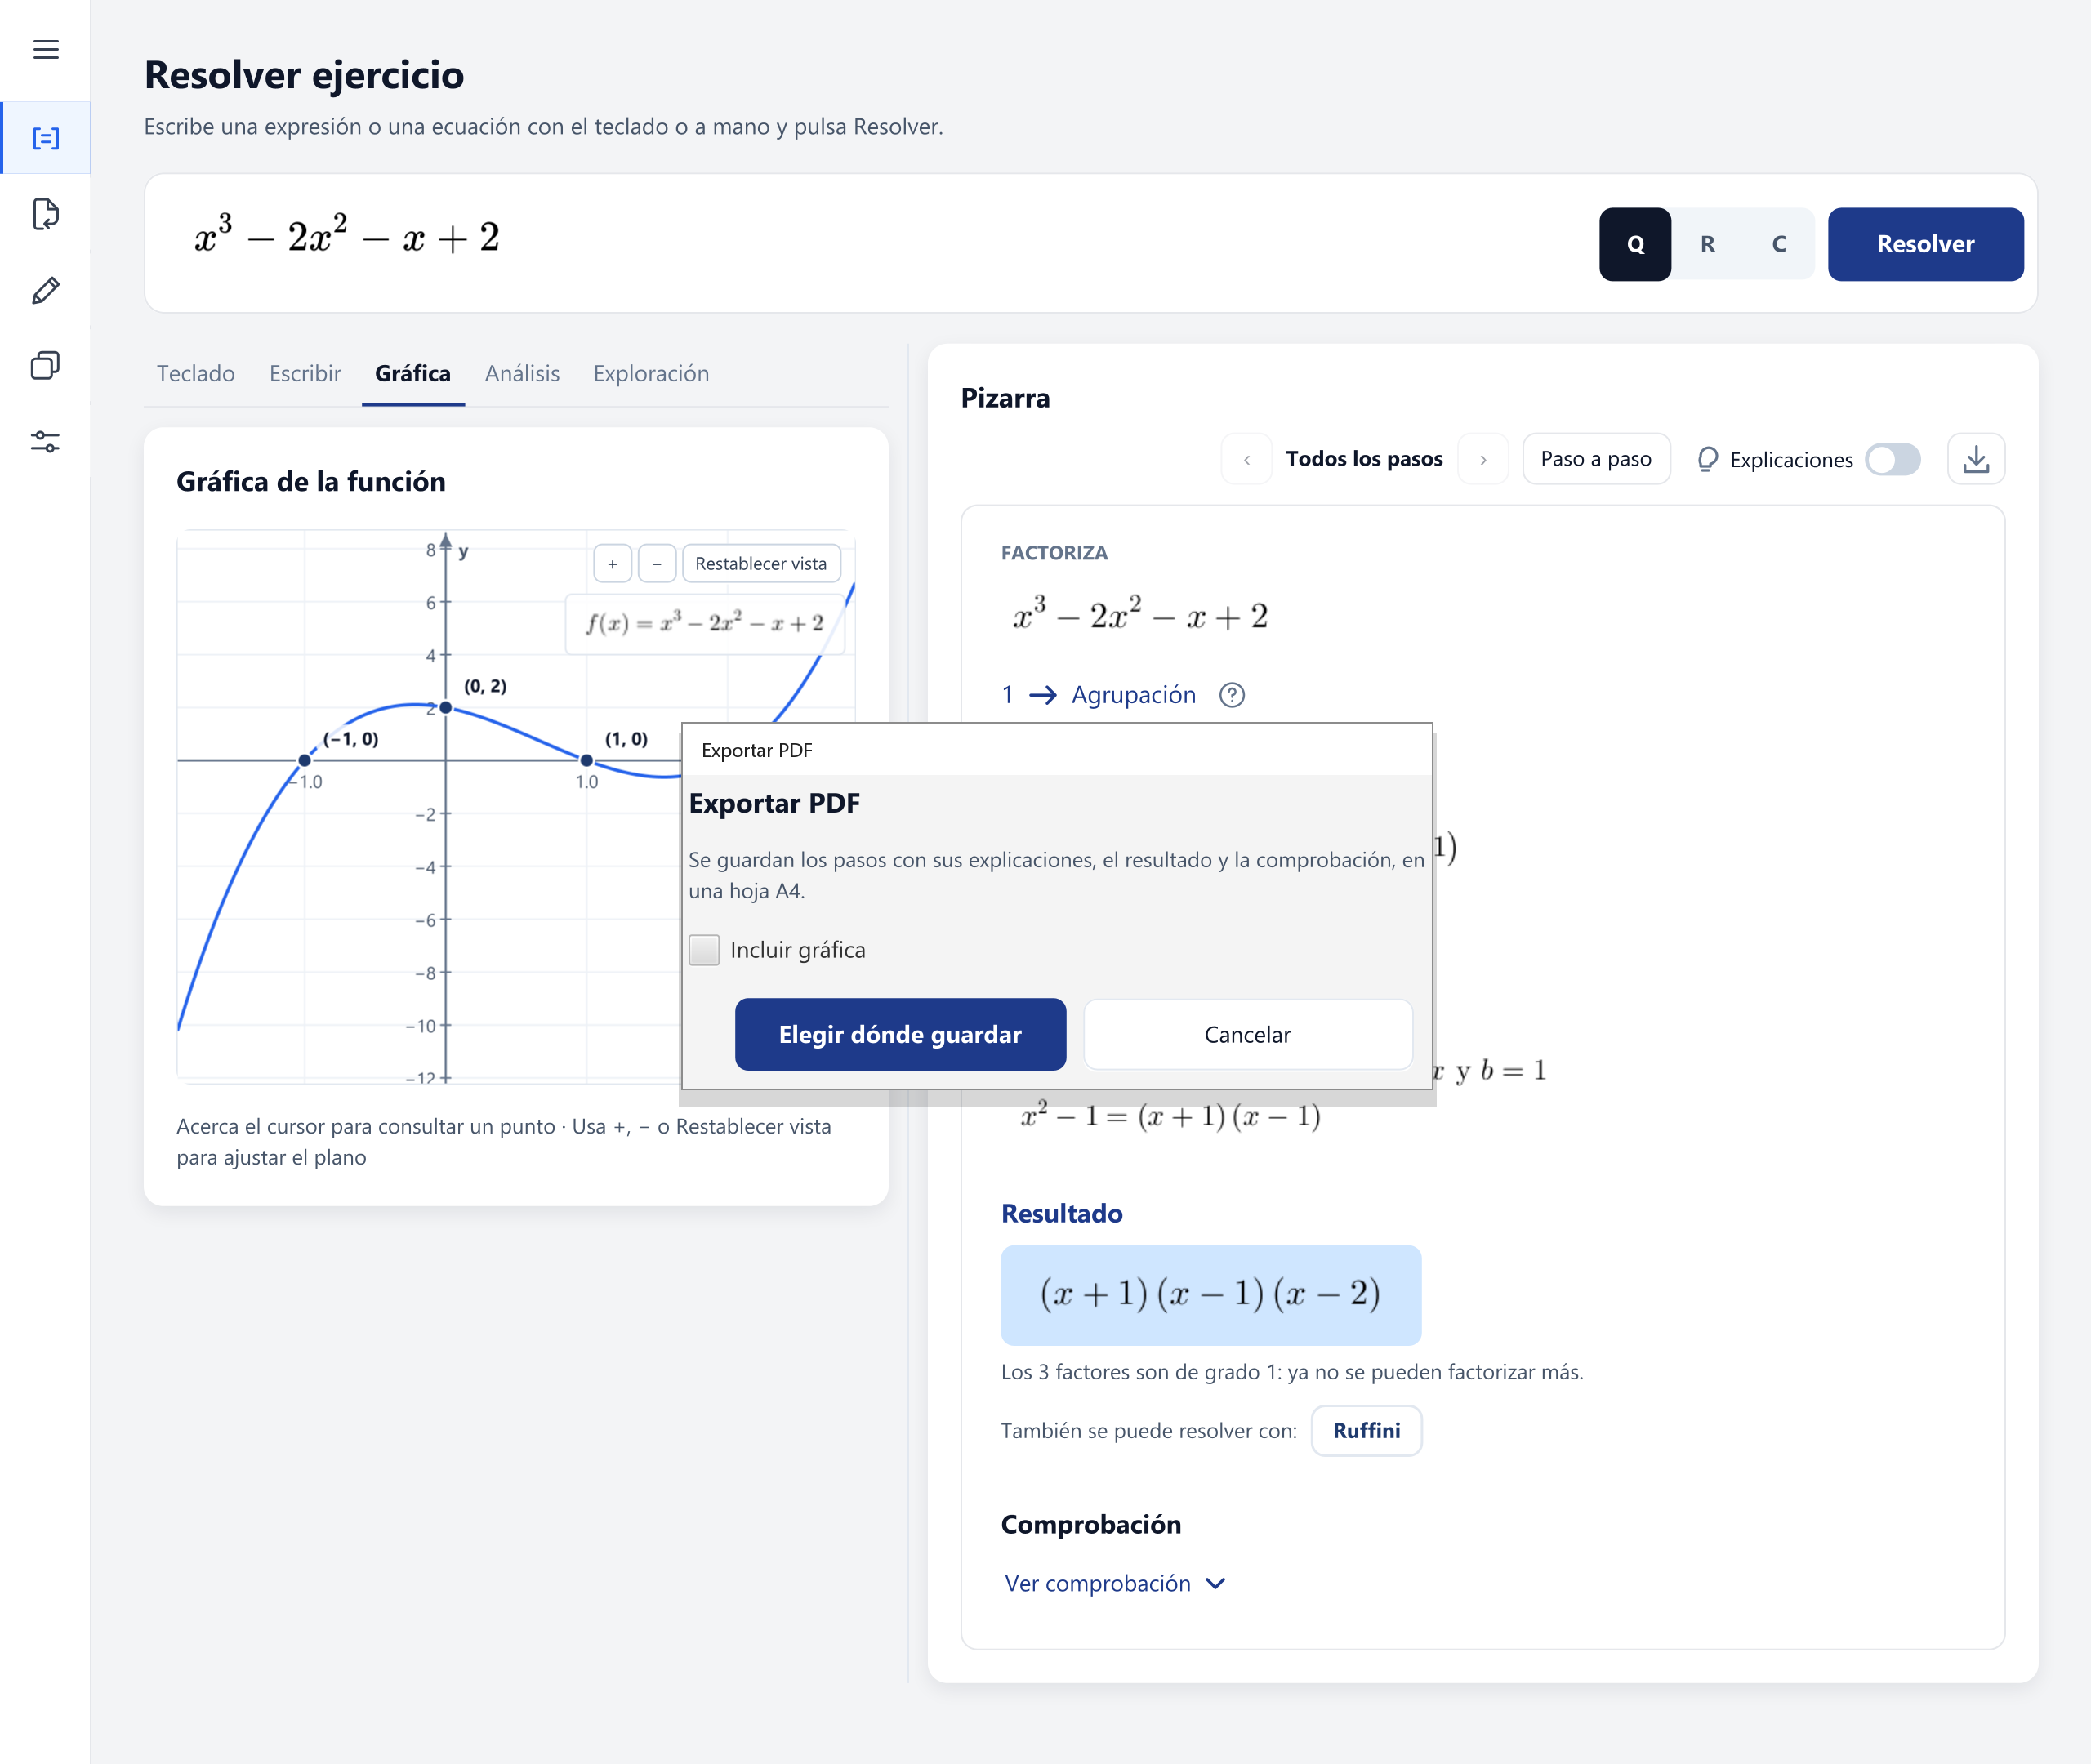 Resolver ejercicio
Escribe una expresión o una ecuación con el teclado o a mano y pulsa Resolver.
x³ − 2x² − x + 2
Q R C Resolver
Teclado Escribir Gráfica Análisis Exploración
Gráfica de la función
8 y
+ − Restablecer vista
6
f(x) = x³ − 2x² − x + 2
4
(0, 2)
2
(−1, 0) (1, 0)
−1.0 1.0
−2
−4
−6
−8
−10
−12
Acerca el cursor para consultar un punto · Usa +, − o Restablecer vista
para ajustar el plano
Pizarra
‹ Todos los pasos › Paso a paso Explicaciones
FACTORIZA
x³ − 2x² − x + 2
1 → Agrupación ?
Exportar PDF
Exportar PDF
Se guardan los pasos con sus explicaciones, el resultado y la comprobación, en
una hoja A4.
Incluir gráfica
Elegir dónde guardar Cancelar
1)
x y b = 1
x² − 1 = (x + 1) (x − 1)
Resultado
(x + 1) (x − 1) (x − 2)
Los 3 factores son de grado 1: ya no se pueden factorizar más.
También se puede resolver con: Ruffini
Comprobación
Ver comprobación